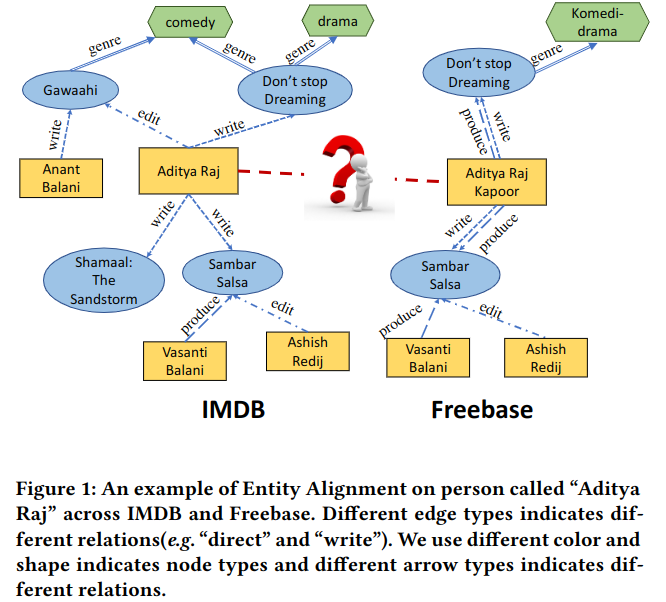 comedy
drama
Komedi-
drama
genre
genre
genre
genre
Gawaahi
Don't stop
Dreaming
Don't stop
Dreaming
write
edit
write
produce
write
Anant
Balani
Aditya Raj
?
Aditya Raj
Kapoor
write
write
write
produce
Shamaal:
The
Sandstorm
Sambar
Salsa
Sambar
Salsa
produce
edit
produce
edit
Vasanti
Balani
Ashish
Redij
Vasanti
Balani
Ashish
Redij
IMDB
Freebase
Figure 1: An example of Entity Alignment on person called “Aditya
Raj” across IMDB and Freebase. Different edge types indicates dif-
ferent relations(e.g. “direct” and “write”). We use different color and
shape indicates node types and different arrow types indicates dif-
ferent relations.